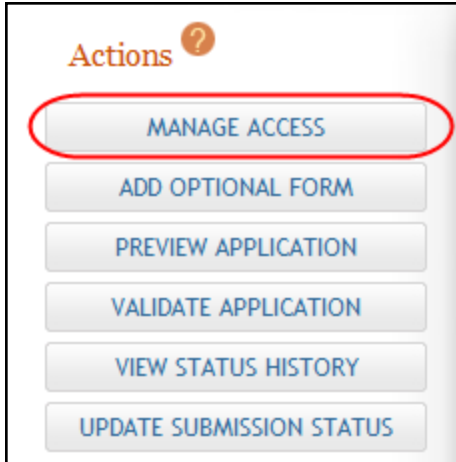 Actions ?
MANAGE ACCESS
ADD OPTIONAL FORM
PREVIEW APPLICATION
VALIDATE APPLICATION
VIEW STATUS HISTORY
UPDATE SUBMISSION STATUS